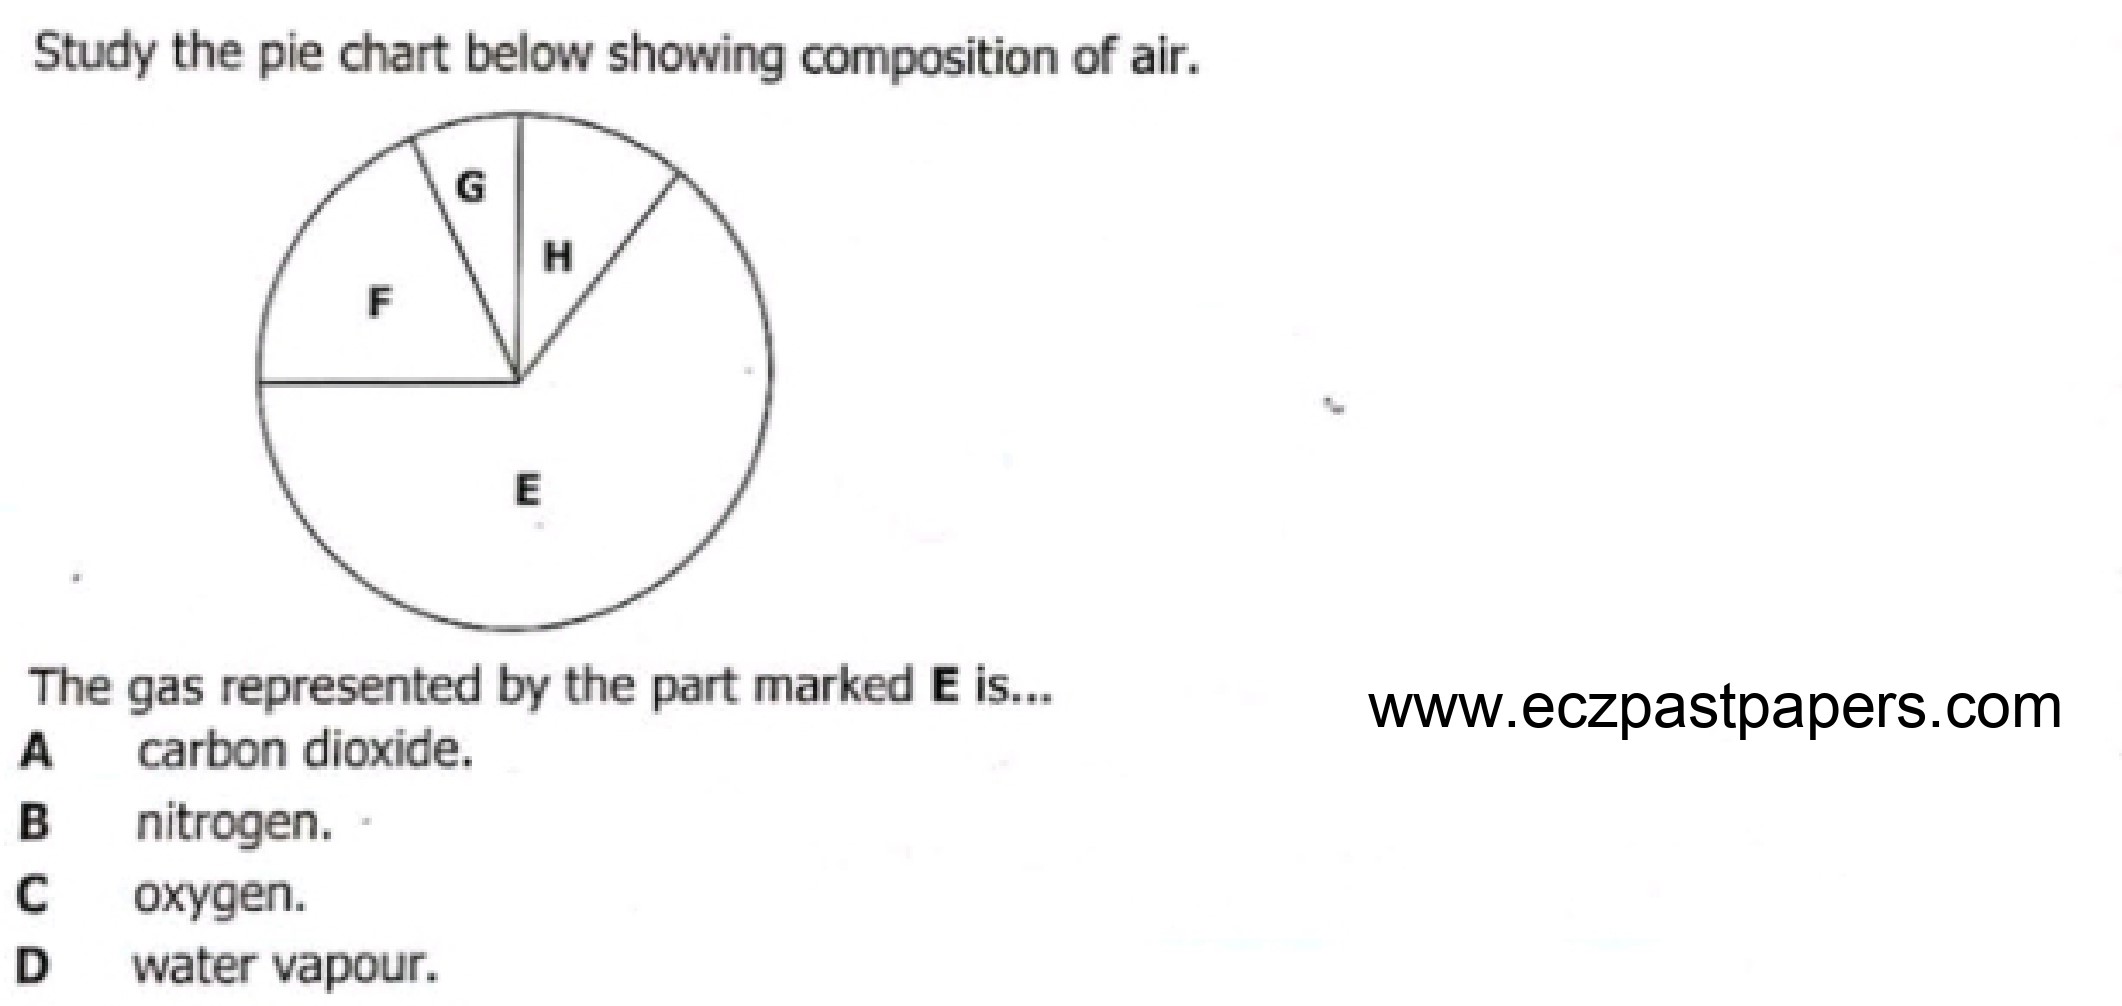 Study the pie chart below showing composition of air.
G
H
F
E
The gas represented by the part marked E is...
www.eczpastpapers.com
A carbon dioxide.
B nitrogen.
C oxygen.
D water vapour.